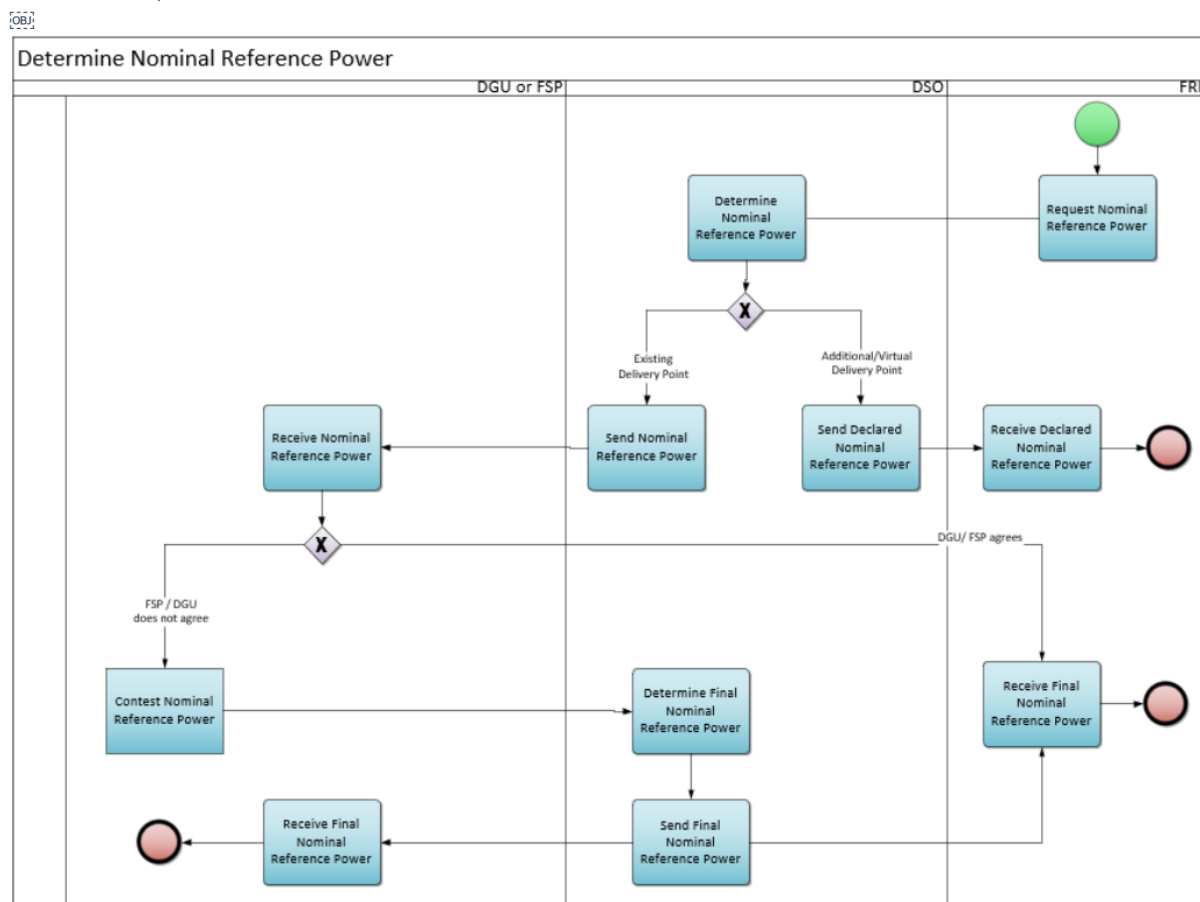 OBJ
Determine Nominal Reference Power
DGU or FSP
DSO
Determine
Nominal
Reference Power
Request Nominal
Reference Power
X
Existing
Delivery Point
Additional/Virtual
Delivery Point
Receive Nominal
Reference Power
Send Nominal
Reference Power
Send Declared
Nominal
Reference Power
Receive Declared
Nominal
Reference Power
X
DGU/ FSP agrees
FSP / DGU
does not agree
Contest Nominal
Reference Power
Determine Final
Nominal
Reference Power
Receive Final
Nominal
Reference Power
Receive Final
Nominal
Reference Power
Send Final
Nominal
Reference Power